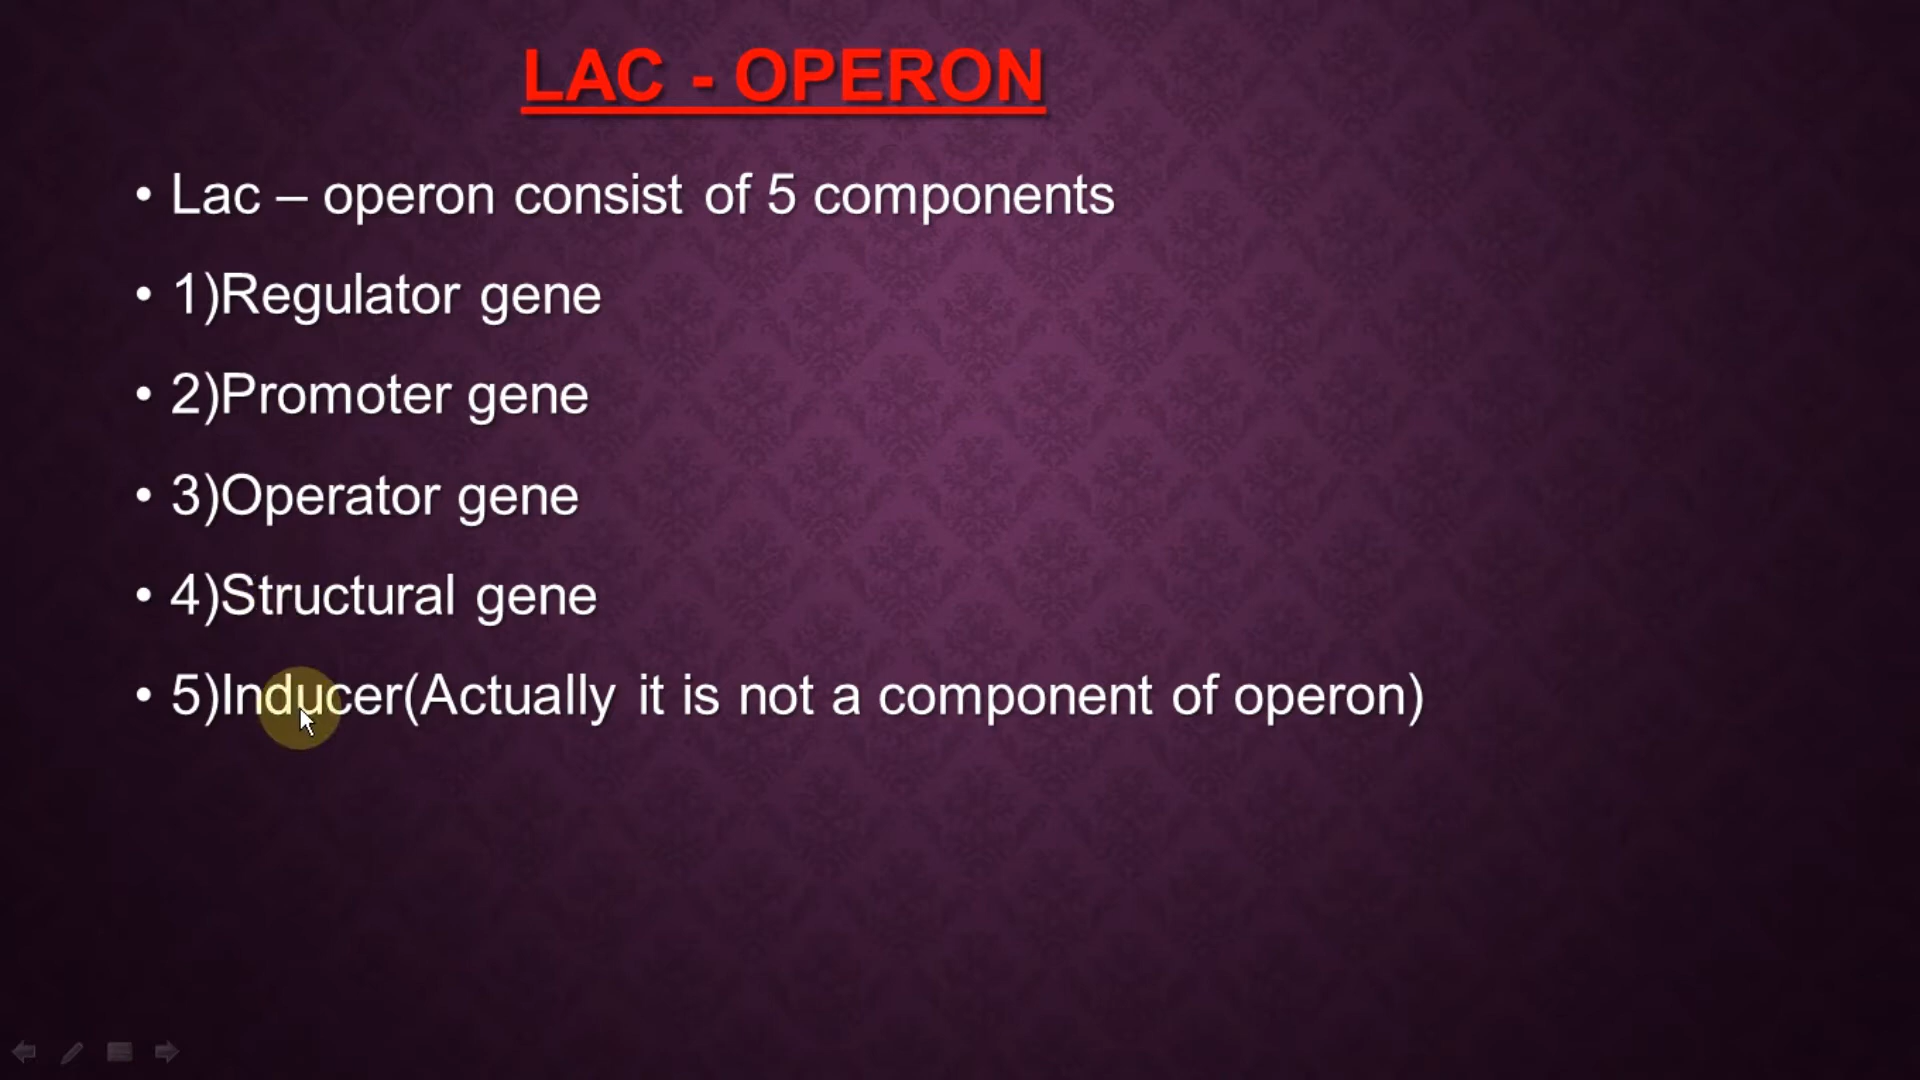 LAC - OPERON
• Lac – operon consist of 5 components
• 1)Regulator gene
• 2)Promoter gene
• 3)Operator gene
• 4)Structural gene
• 5)Inducer(Actually it is not a component of operon)